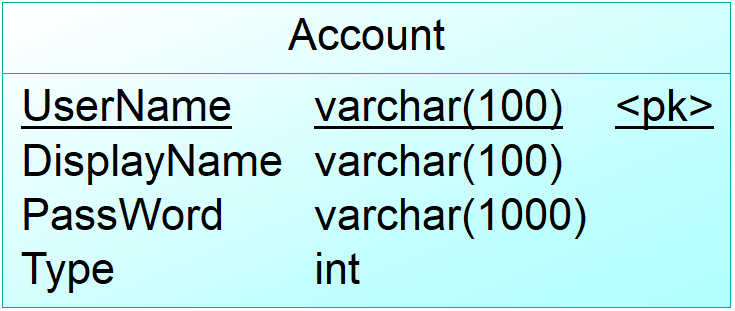 Account
UserName varchar(100) <pk>
DisplayName varchar(100)
PassWord varchar(1000)
Type int